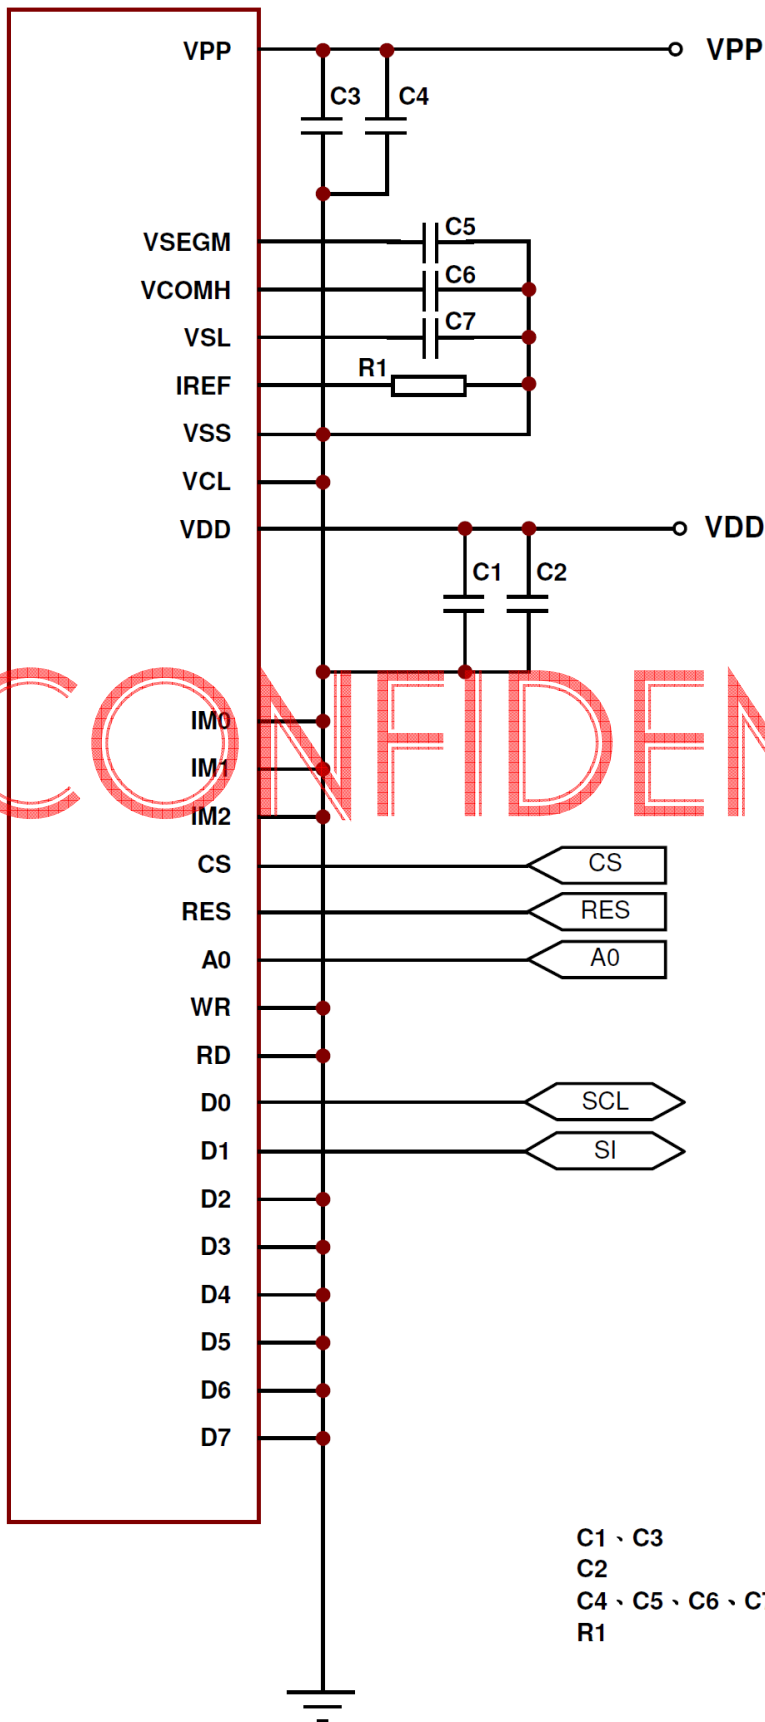 VPP
VPP
C3
C4
VSEGM
C5
VCOMH
C6
VSL
C7
IREF
R1
VSS
VCL
VDD
VDD
C1
C2
CONFIDEN
IM0
IM1
IM2
CS
CS
RES
RES
A0
A0
WR
RD
D0
SCL
D1
SI
D2
D3
D4
D5
D6
D7
C1、C3
C2
C4、C5、C6、C7
R1